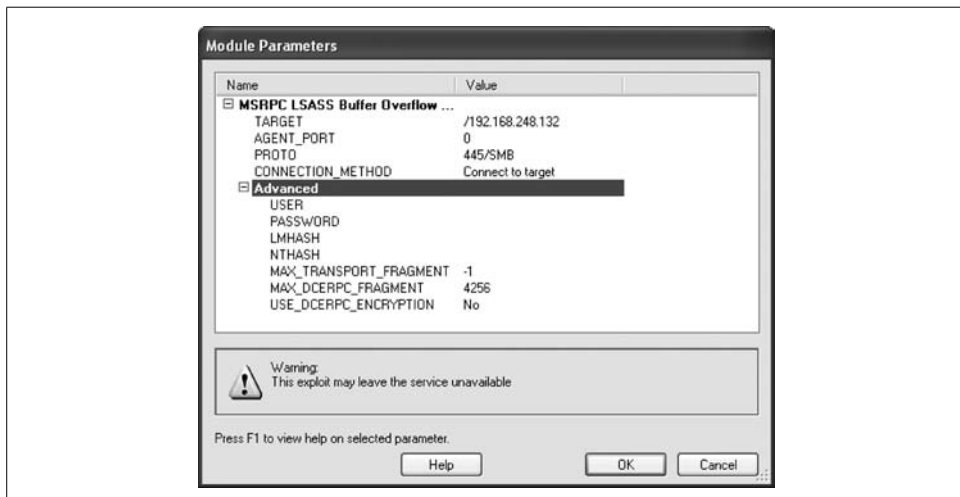 Module Parameters
Name Value
MSRPC LSASS Buffer Overflow ...
TARGET /192.168.248.132
AGENT_PORT 0
PROTO 445/SMB
CONNECTION_METHOD Connect to target
Advanced
USER
PASSWORD
LMHASH
NTHASH
MAX_TRANSPORT_FRAGMENT -1
MAX_DCERPC_FRAGMENT 4256
USE_DCERPC_ENCRYPTION No
Warning:
This exploit may leave the service unavailable
Press F1 to view help on selected parameter.
Help OK Cancel